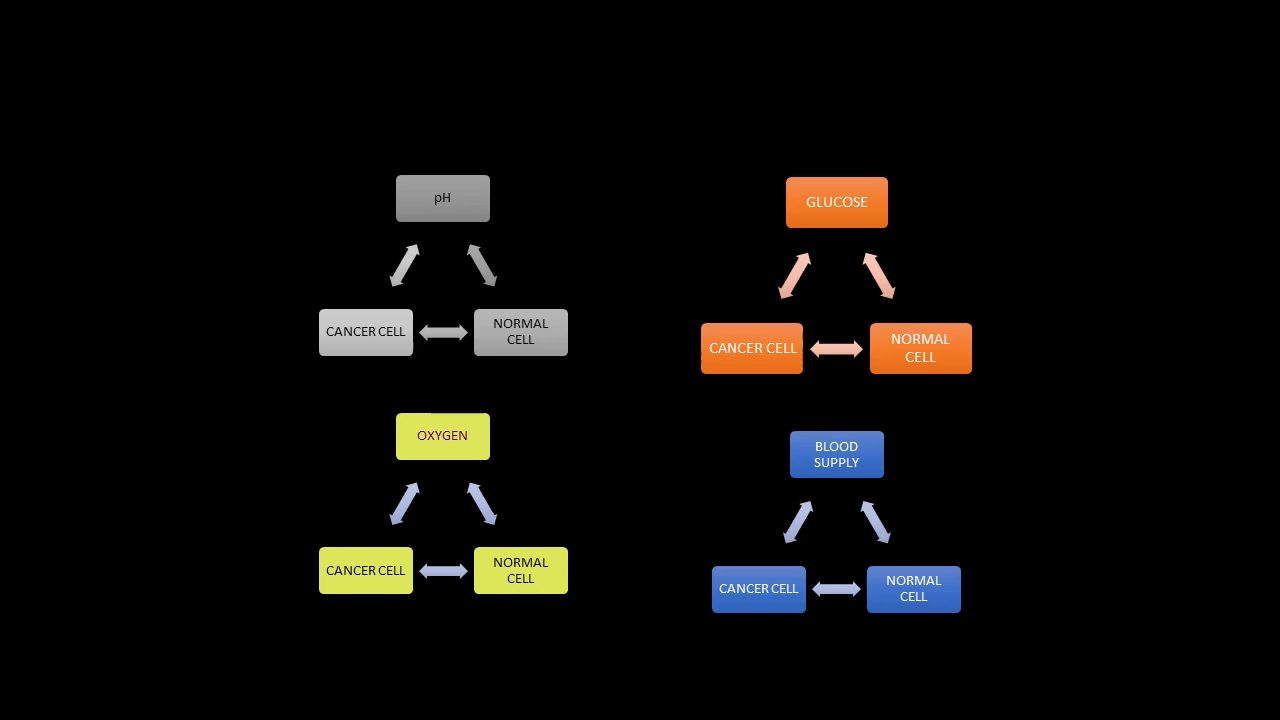 pH
CANCER CELL
NORMAL
CELL
GLUCOSE
CANCER CELL
NORMAL
CELL
OXYGEN
CANCER CELL
NORMAL
CELL
BLOOD
SUPPLY
CANCER CELL
NORMAL
CELL